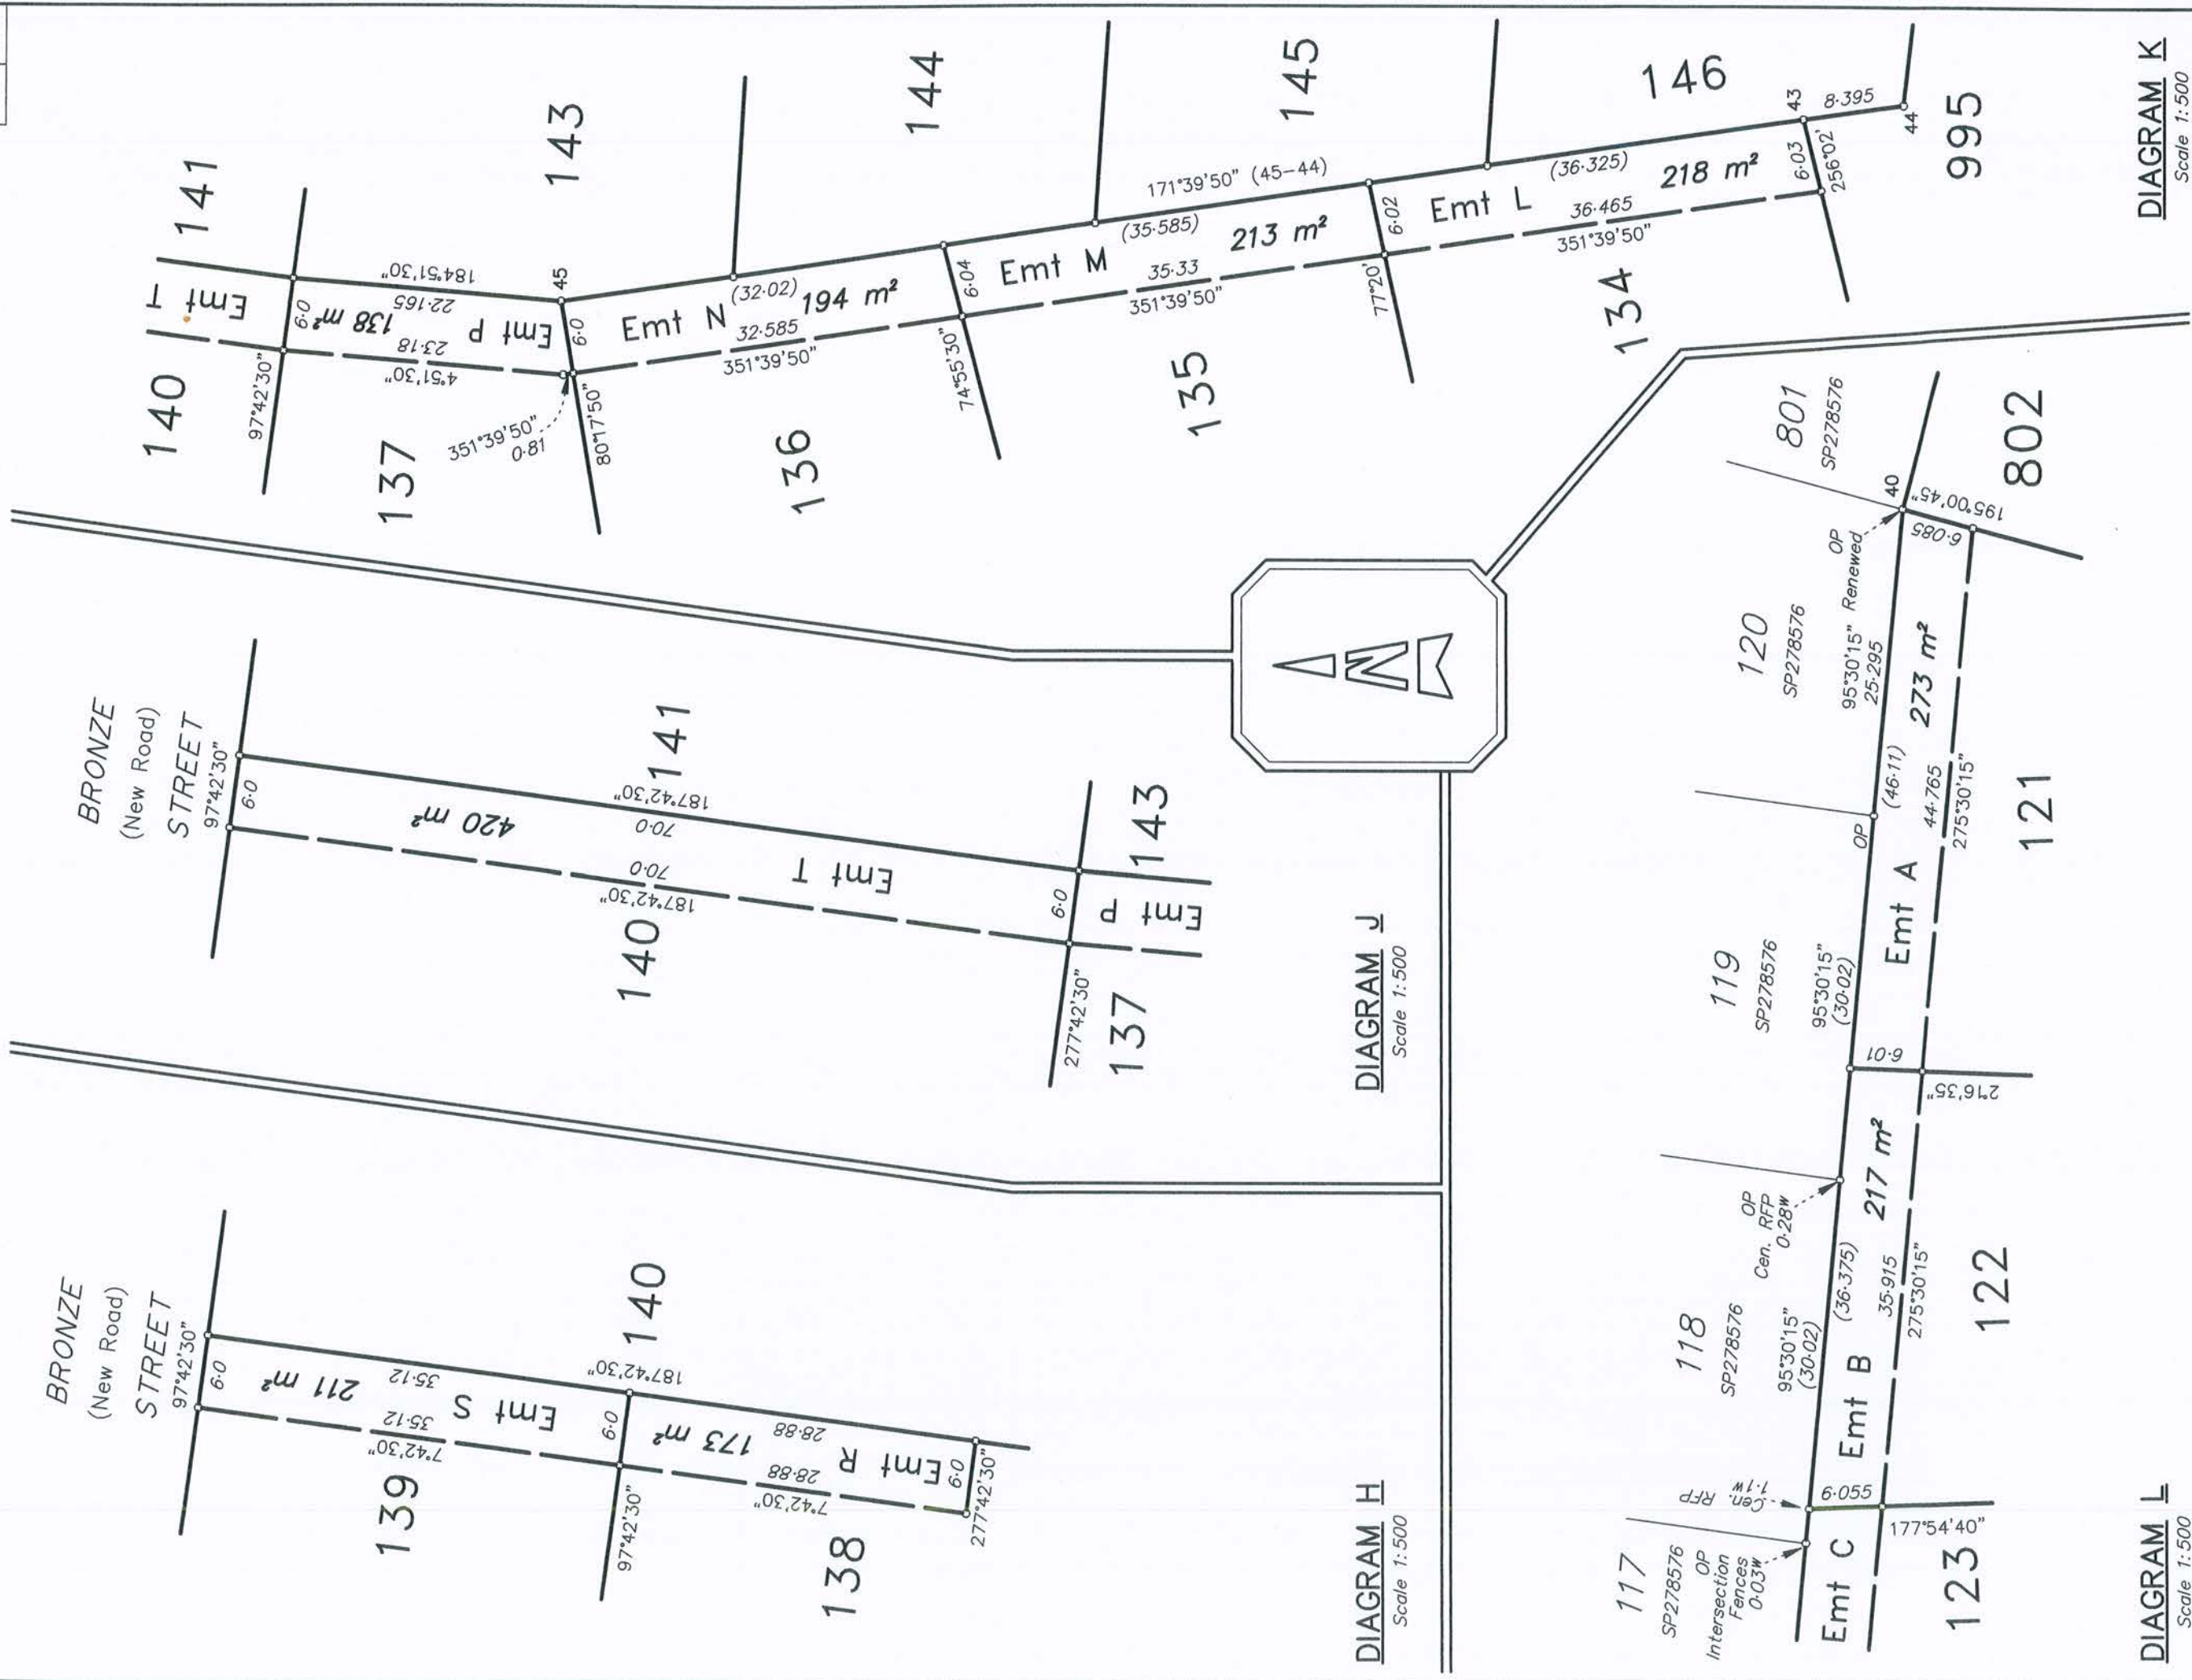 BRONZE
(New Road)
STREET
97°42'30"
6·0
139
7°42'30"
35·12
211 m²
35·12
Emt S
187°42'30"
140
97°42'30"
6·0
138
7°42'30"
28·88
173 m²
28·88
Emt R
6·0
277°42'30"
DIAGRAM H
Scale 1:500
BRONZE
(New Road)
STREET
97°42'30"
6·0
420 m²
141
187°42'30"
70·0
70·0
187°42'30"
140
Emt T
6·0
277°42'30"
137
Emt P
143
DIAGRAM J
Scale 1:500
140
Emt T
141
97°42'30"
6·0
137
4°51'30"
23·18
138 m²
Emt P
22·165
184°51'30"
143
45
6·0
351°39'50"
0·81
80°17'50"
136
Emt N
(32·02)
194 m²
32·585
351°39'50"
144
74°55'30"
6·04
135
Emt M
(35·585)
213 m²
35·33
351°39'50"
171°39'50" (45-44)
145
77°20'
6·02
134
Emt L
(36·325)
218 m²
36·465
351°39'50"
146
43
6·03
256°02'
8·395
44
995
DIAGRAM K
Scale 1:500
N
117
SP278576
OP
Intersection
Fences
0·03w
Cen. RFP
1·1w
Emt C
6·055
177°54'40"
123
118
SP278576
95°30'15"
(30·02)
(36·375)
Emt B
217 m²
35·915
275°30'15"
122
OP
Cen. RFP
0·28w
119
SP278576
95°30'15"
(30·02)
6·01
2°16'35"
Emt A
(46·11)
273 m²
44·765
275°30'15"
121
OP
120
SP278576
95°30'15"
25·295
OP
Renewed
40
6·085
195°00'45"
801
SP278576
802
DIAGRAM L
Scale 1:500